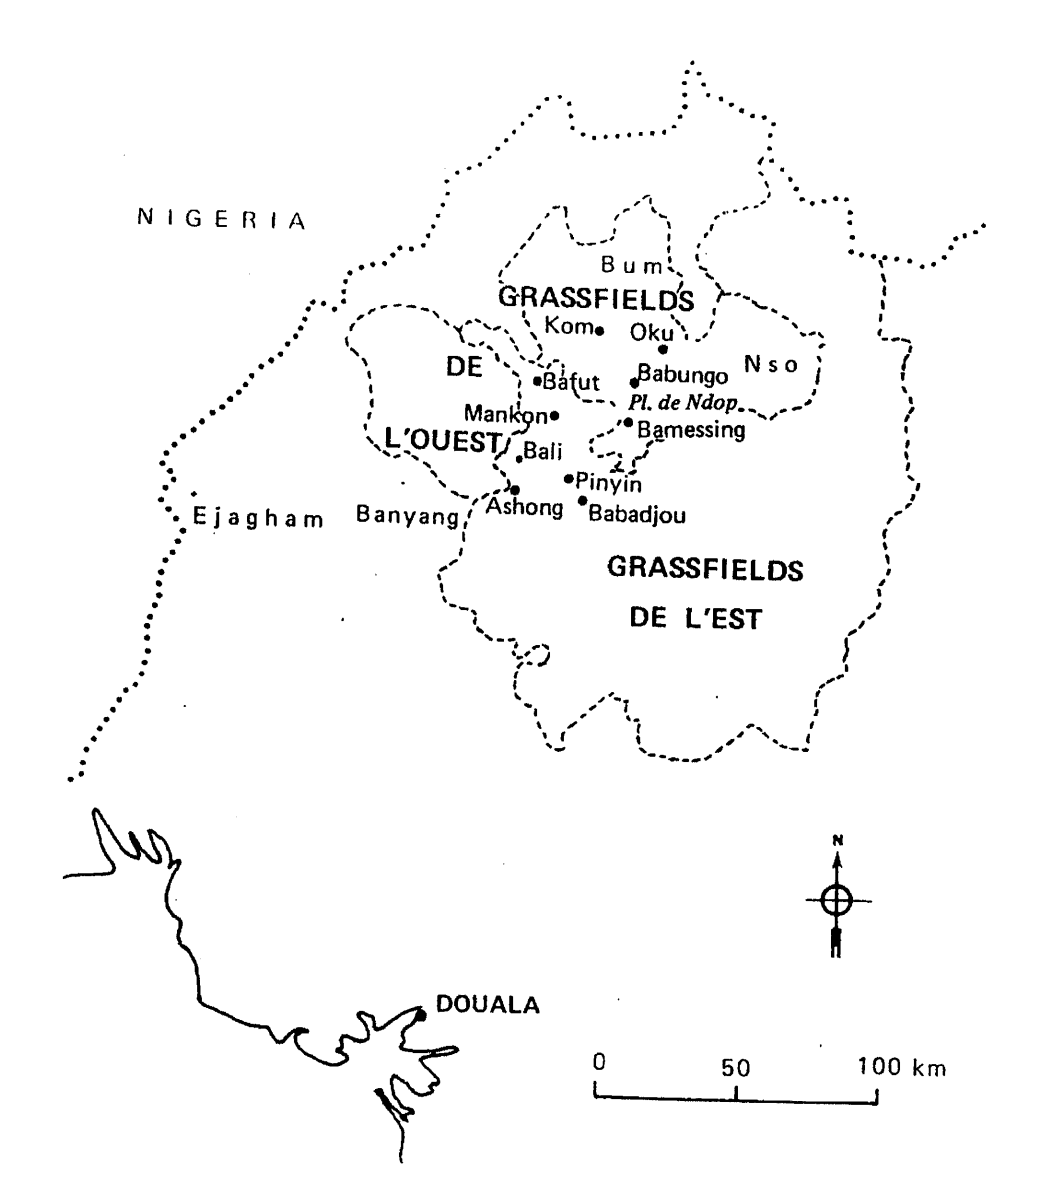 NIGERIA
Bum
GRASSFIELDS
Kom
Oku
DE
Nso
Bafut
Babungo
Pl. de Ndop
Mankon
Bamessing
L'OUEST
Bali
Pinyin
Ashong
Babadjou
Ejagham
Banyang
GRASSFIELDS
DE L'EST
N
DOUALA
0
50
100 km